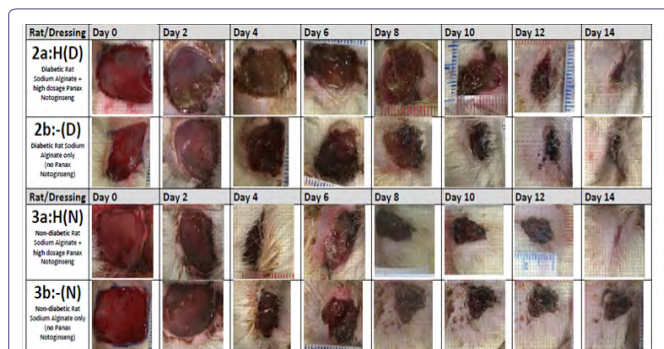 Rat/Dressing Day 0 Day 2 Day 4 Day 6 Day 8 Day 10 Day 12 Day 14
2a:H(D)
Diabetic Rat
Sodium Alginate +
high dosage Panax
Notoginseng
2b:-(D)
Diabetic Rat Sodium
Alginate only
(no Panax
Notoginseng)
Rat/Dressing Day 0 Day 2 Day 4 Day 6 Day 8 Day 10 Day 12 Day 14
3a:H(N)
Non-diabetic Rat
Sodium Alginate +
high dosage Panax
Notoginseng
3b:-(N)
Non-diabetic Rat
Sodium Alginate only
(no Panax
Notoginseng)